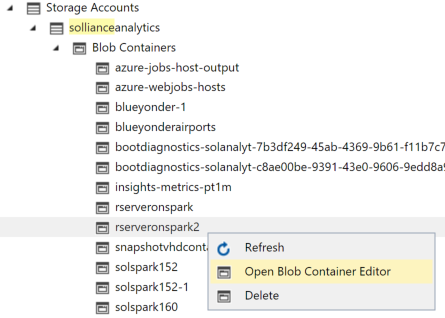 Storage Accounts
sollianceanalytics
Blob Containers
azure-jobs-host-output
azure-webjobs-hosts
blueyonder-1
blueyonderairports
bootdiagnostics-solanalyt-7b3df249-45ab-4369-9b61-f11b7c7
bootdiagnostics-solanalyt-c8ae00be-9391-43e0-9606-9edd8a9
insights-metrics-pt1m
rserveronspark
rserveronspark2
Refresh
snapshotvhdconta
Open Blob Container Editor
solspark152
Delete
solspark152-1
solspark160